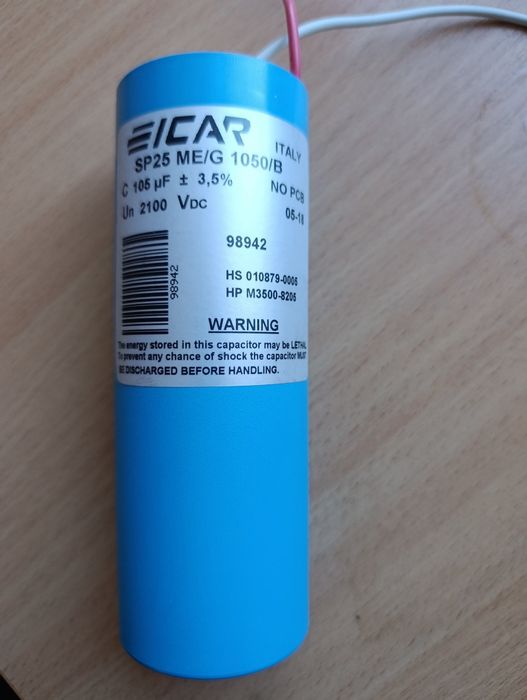 ICAR
ITALY
SP25 ME/G 1050/B
C 105 µF ± 3,5%
NO PCB
Un 2100 VDC
05-18
98942
98942
HS 010879-0005
HP M3500-8205
WARNING
The energy stored in this capacitor may be LETHAL
To prevent any chance of shock the capacitor MUST
BE DISCHARGED BEFORE HANDLING.